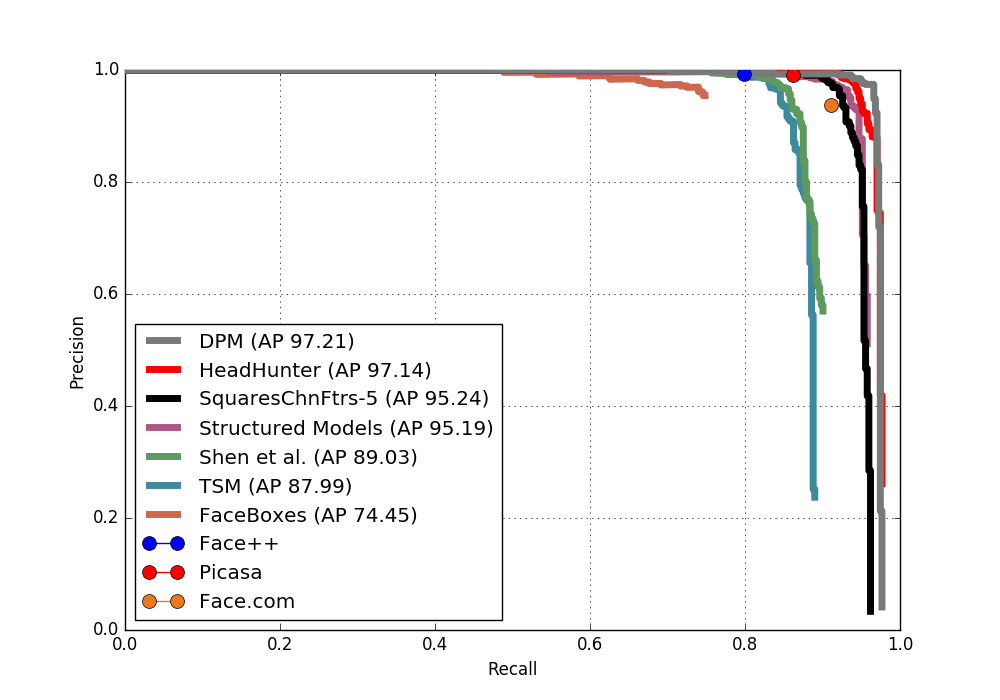 1.0
0.8
0.6
0.4
0.2
0.0
Precision
DPM (AP 97.21)
HeadHunter (AP 97.14)
SquaresChnFtrs-5 (AP 95.24)
Structured Models (AP 95.19)
Shen et al. (AP 89.03)
TSM (AP 87.99)
FaceBoxes (AP 74.45)
Face++
Picasa
Face.com
0.0 0.2 0.4 0.6 0.8 1.0
Recall